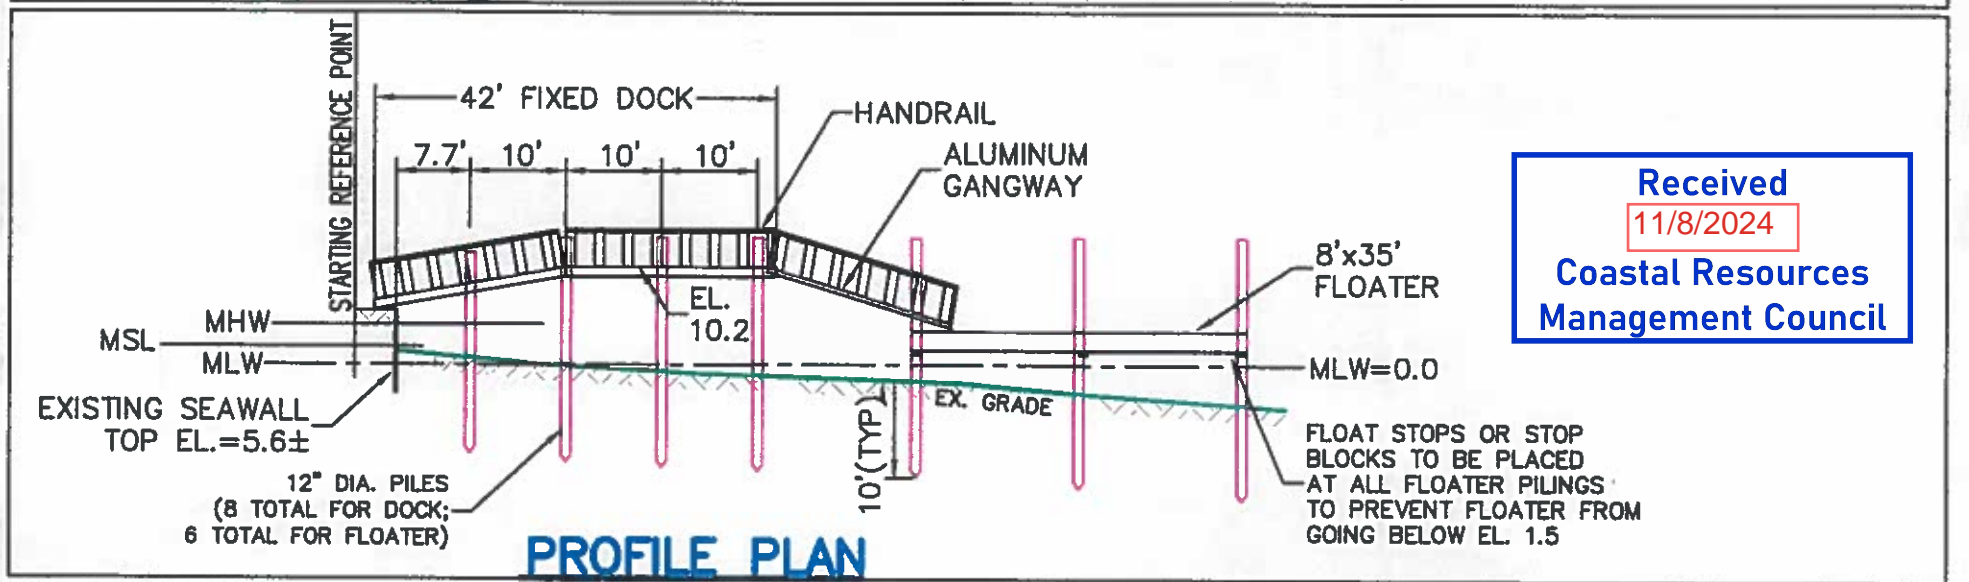 STARTING REFERENCE POINT
42' FIXED DOCK
7.7' 10' 10' 10'
HANDRAIL
ALUMINUM
GANGWAY
EL.
10.2
MHW
MSL
MLW
EXISTING SEAWALL
TOP EL.=5.6±
12" DIA. PILES
(8 TOTAL FOR DOCK;
6 TOTAL FOR FLOATER)
10'(TYP)
EX. GRADE
8'x35'
FLOATER
MLW=0.0
FLOAT STOPS OR STOP
BLOCKS TO BE PLACED
AT ALL FLOATER PILINGS
TO PREVENT FLOATER FROM
GOING BELOW EL. 1.5
Received
11/8/2024
Coastal Resources
Management Council
PROFILE PLAN